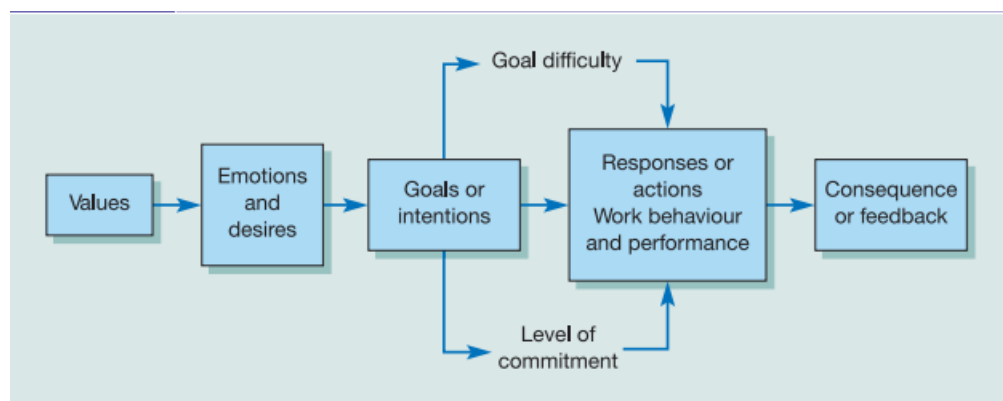 Goal difficulty
Values
Emotions
and
desires
Goals or
intentions
Responses or
actions
Work behaviour
and performance
Consequence
or feedback
Level of
commitment